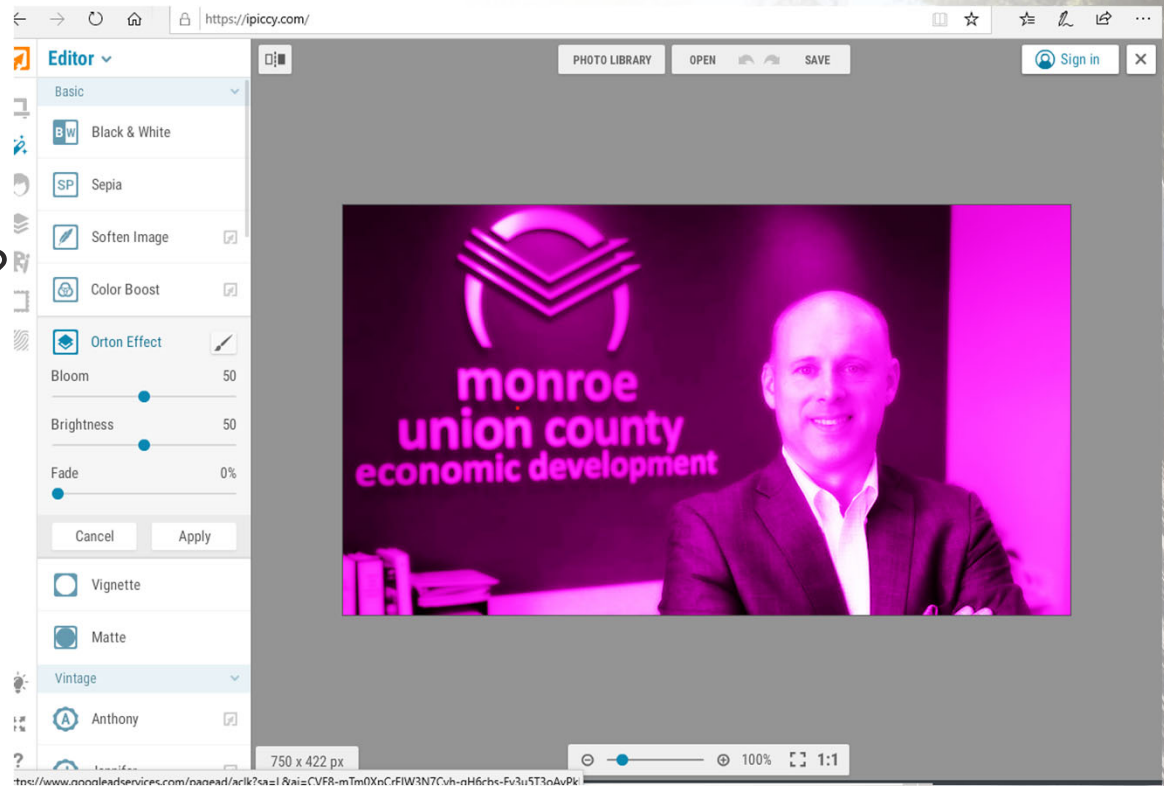 https://ipiccy.com/
Editor
PHOTO LIBRARY
OPEN
SAVE
Sign in
Basic
BW
Black & White
SP
Sepia
Soften Image
Color Boost
Orton Effect
Bloom 50
Brightness 50
Fade 0%
Cancel
Apply
Vignette
Matte
Vintage
A
Anthony
monroe
union county
economic development
750 x 422 px
100%
1:1
?